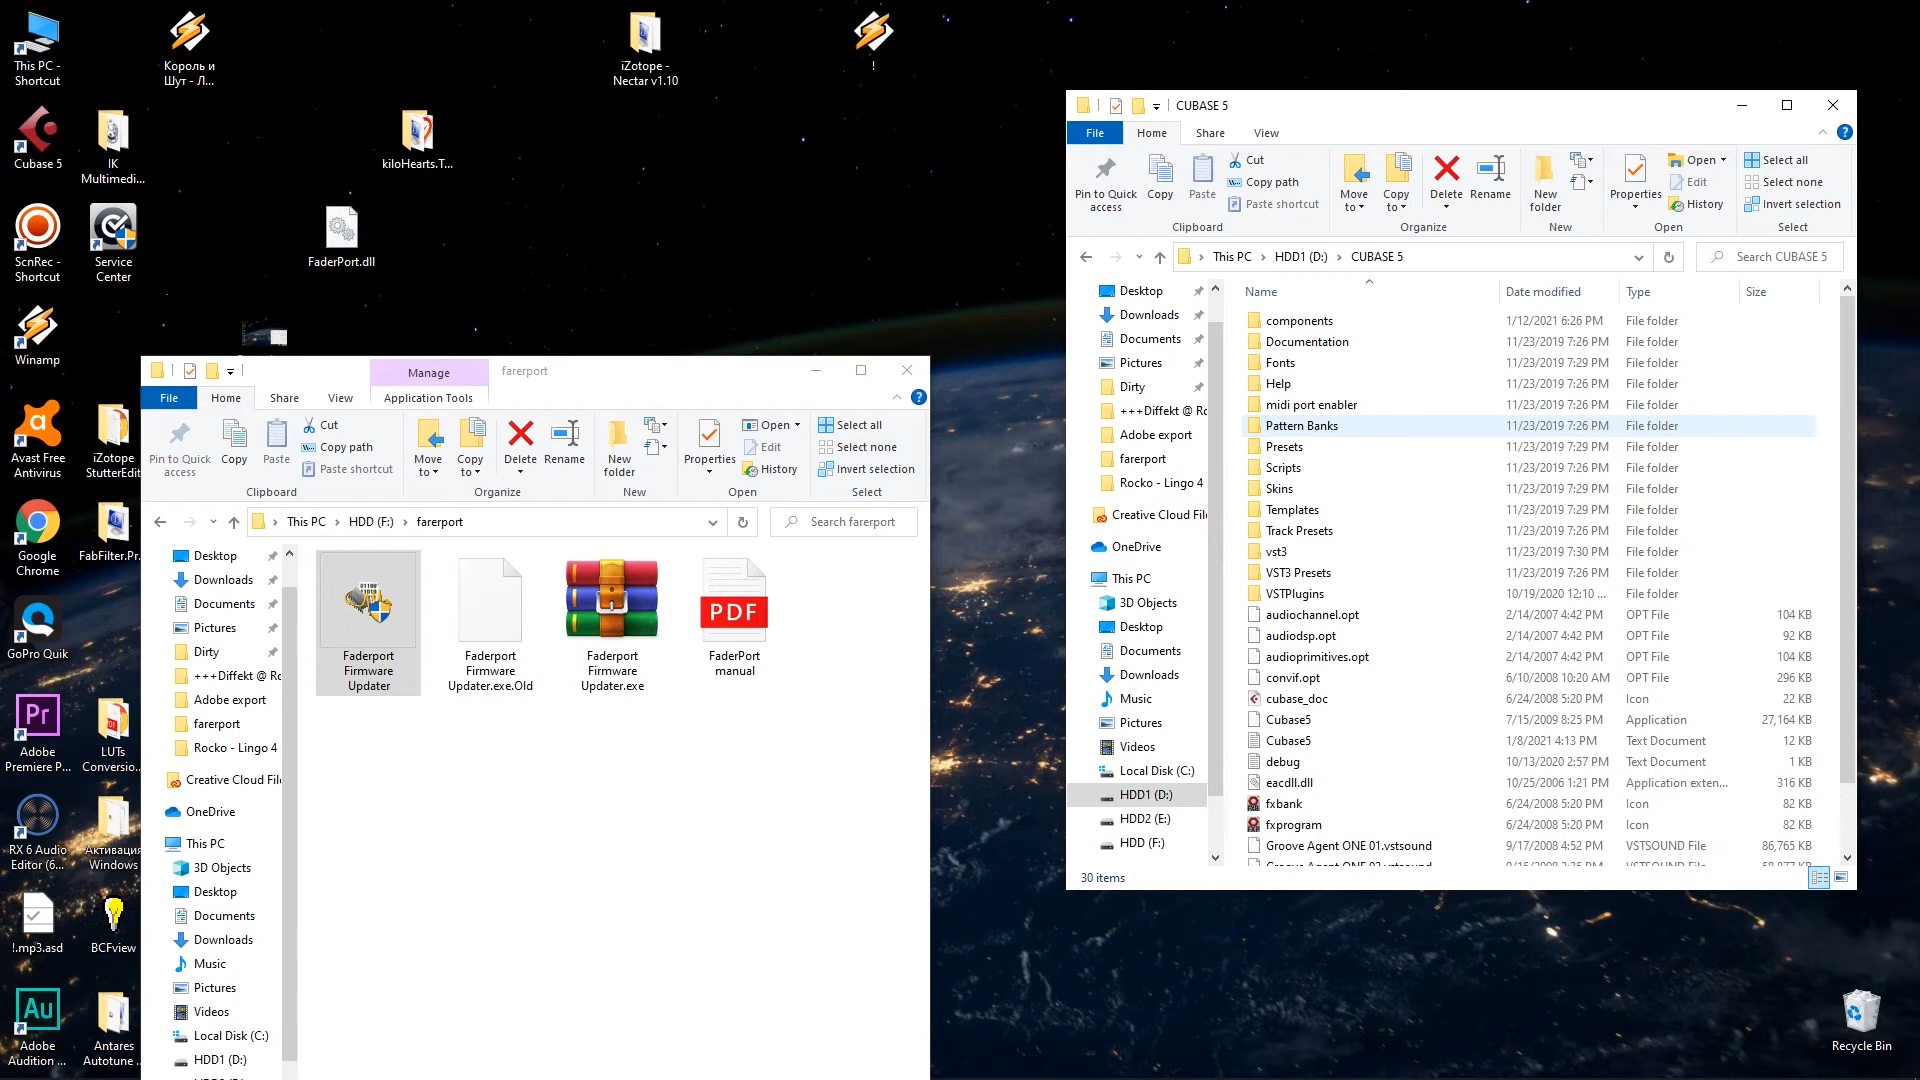 This PC -
Shortcut
Король и
Шут - Л...
iZotope -
Nectar v1.10
!
Cubase 5
IK
Multimedi...
kiloHearts.T...
ScnRec -
Shortcut
Service
Center
FaderPort.dll
Winamp
Avast Free
Antivirus
iZotope
StutterEdit
Google
Chrome
FabFilter.Pr...
GoPro Quik
Adobe
Premiere P...
LUTs
Conversio...
RX 6 Audio
Editor (6...
Активация
Windows
!.mp3.asd
BCFview
Adobe
Audition ...
Antares
Autotune ...
Recycle Bin
Manage
farerport
File
Home
Share
View
Application Tools
Pin to Quick
access
Copy
Paste
Cut
Copy path
Paste shortcut
Clipboard
Move
to
Copy
to
Delete
Rename
Organize
New
folder
New
Properties
Open
Edit
History
Open
Select all
Select none
Invert selection
Select
This PC
HDD (F:)
farerport
Search farerport
Desktop
Downloads
Documents
Pictures
Dirty
+++Diffekt @ Ro
Adobe export
farerport
Rocko - Lingo 4
Creative Cloud File
OneDrive
This PC
3D Objects
Desktop
Documents
Downloads
Music
Pictures
Videos
Local Disk (C:)
HDD1 (D:)
01100
Faderport
Firmware
Updater
Faderport
Firmware
Updater.exe.Old
Faderport
Firmware
Updater.exe
PDF
FaderPort
manual
CUBASE 5
File
Home
Share
View
Pin to Quick
access
Copy
Paste
Cut
Copy path
Paste shortcut
Clipboard
Move
to
Copy
to
Delete
Rename
Organize
New
folder
New
Properties
Open
Edit
History
Open
Select all
Select none
Invert selection
Select
This PC
HDD1 (D:)
CUBASE 5
Search CUBASE 5
Desktop
Downloads
Documents
Pictures
Dirty
+++Diffekt @ Ro
Adobe export
farerport
Rocko - Lingo 4
Creative Cloud File
OneDrive
This PC
3D Objects
Desktop
Documents
Downloads
Music
Pictures
Videos
Local Disk (C:)
HDD1 (D:)
HDD2 (E:)
HDD (F:)
Name Date modified Type Size
components 1/12/2021 6:26 PM File folder
Documentation 11/23/2019 7:26 PM File folder
Fonts 11/23/2019 7:29 PM File folder
Help 11/23/2019 7:26 PM File folder
midi port enabler 11/23/2019 7:26 PM File folder
Pattern Banks 11/23/2019 7:26 PM File folder
Presets 11/23/2019 7:29 PM File folder
Scripts 11/23/2019 7:26 PM File folder
Skins 11/23/2019 7:29 PM File folder
Templates 11/23/2019 7:29 PM File folder
Track Presets 11/23/2019 7:26 PM File folder
vst3 11/23/2019 7:30 PM File folder
VST3 Presets 11/23/2019 7:26 PM File folder
VSTPlugins 10/19/2020 12:10 ... File folder
audiochannel.opt 2/14/2007 4:42 PM OPT File 104 KB
audiodsp.opt 2/14/2007 4:42 PM OPT File 92 KB
audioprimitives.opt 2/14/2007 4:42 PM OPT File 104 KB
convif.opt 6/10/2008 10:20 AM OPT File 296 KB
cubase_doc 6/24/2008 5:20 PM Icon 22 KB
Cubase5 7/15/2009 8:25 PM Application 27,164 KB
Cubase5 1/8/2021 4:13 PM Text Document 12 KB
debug 10/13/2020 2:57 PM Text Document 1 KB
eacdll.dll 10/25/2006 1:21 PM Application exten... 316 KB
fxbank 6/24/2008 5:20 PM Icon 82 KB
fxprogram 6/24/2008 5:20 PM Icon 82 KB
Groove Agent ONE 01.vstsound 9/17/2008 4:52 PM VSTSOUND File 86,765 KB
30 items